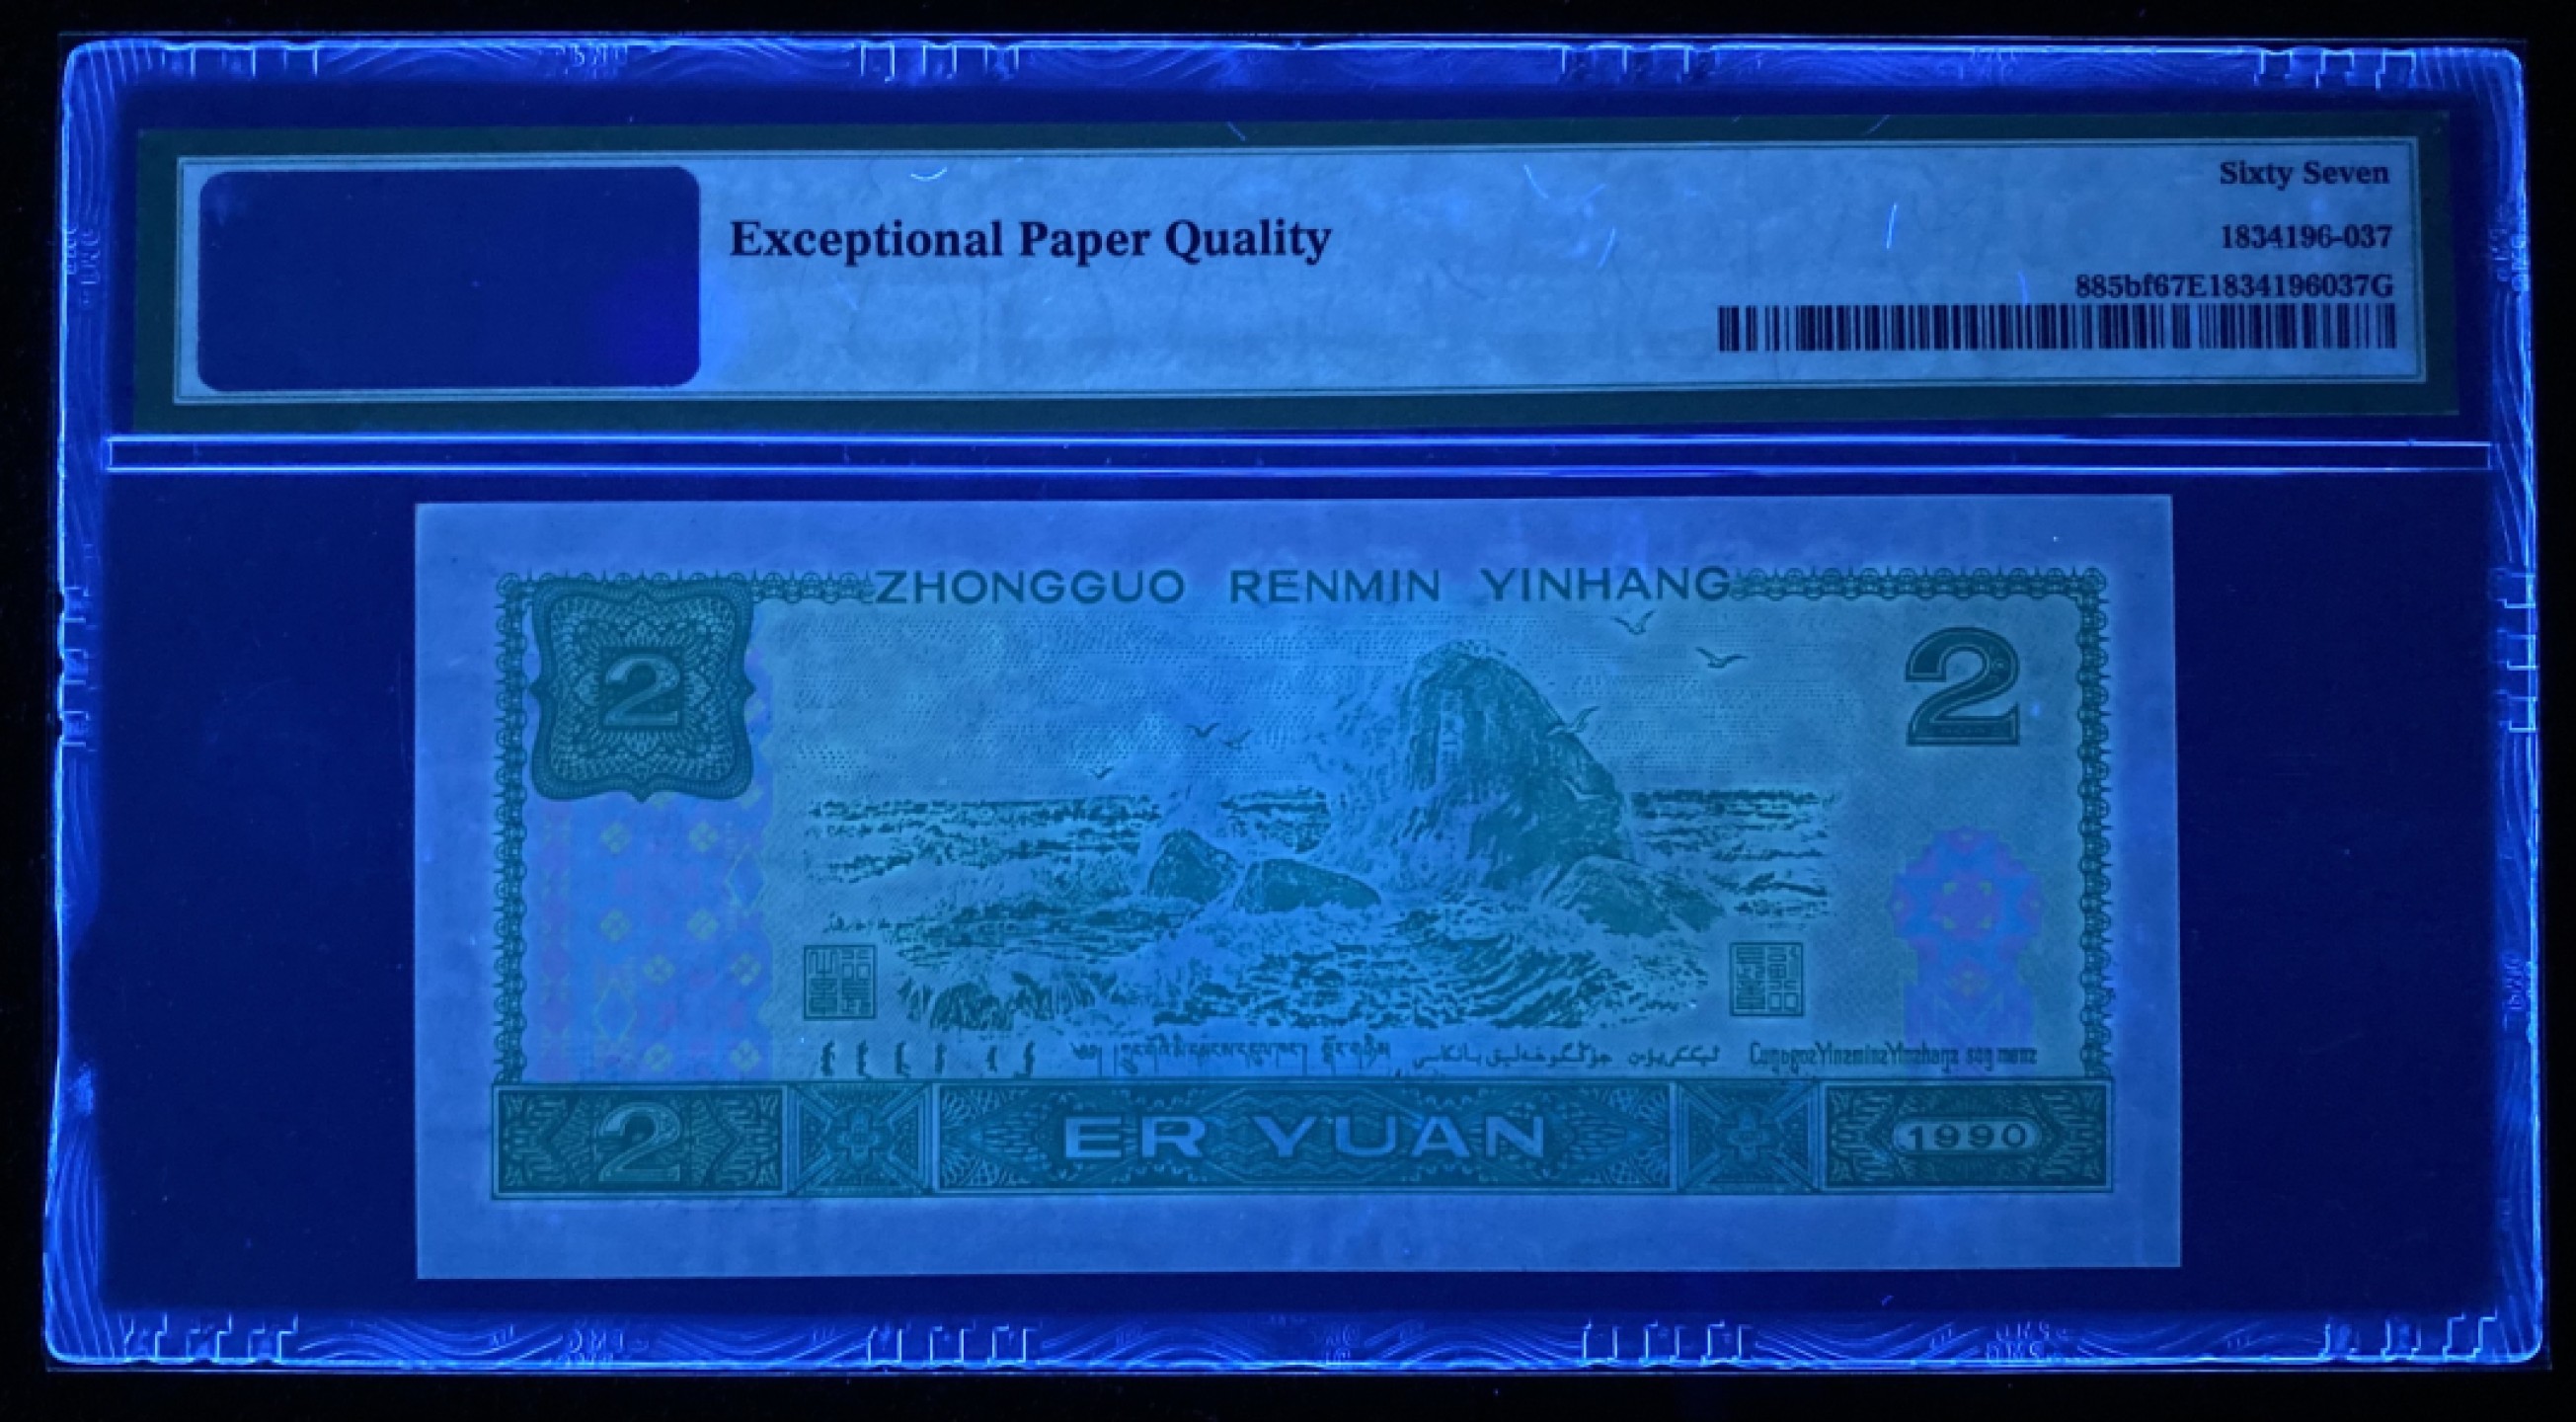 Sixty Seven
Exceptional Paper Quality
1834196-037
885bf67E1834196037G
ZHONGGUO RENMIN YINHANG
2
2
2
ER YUAN
1990